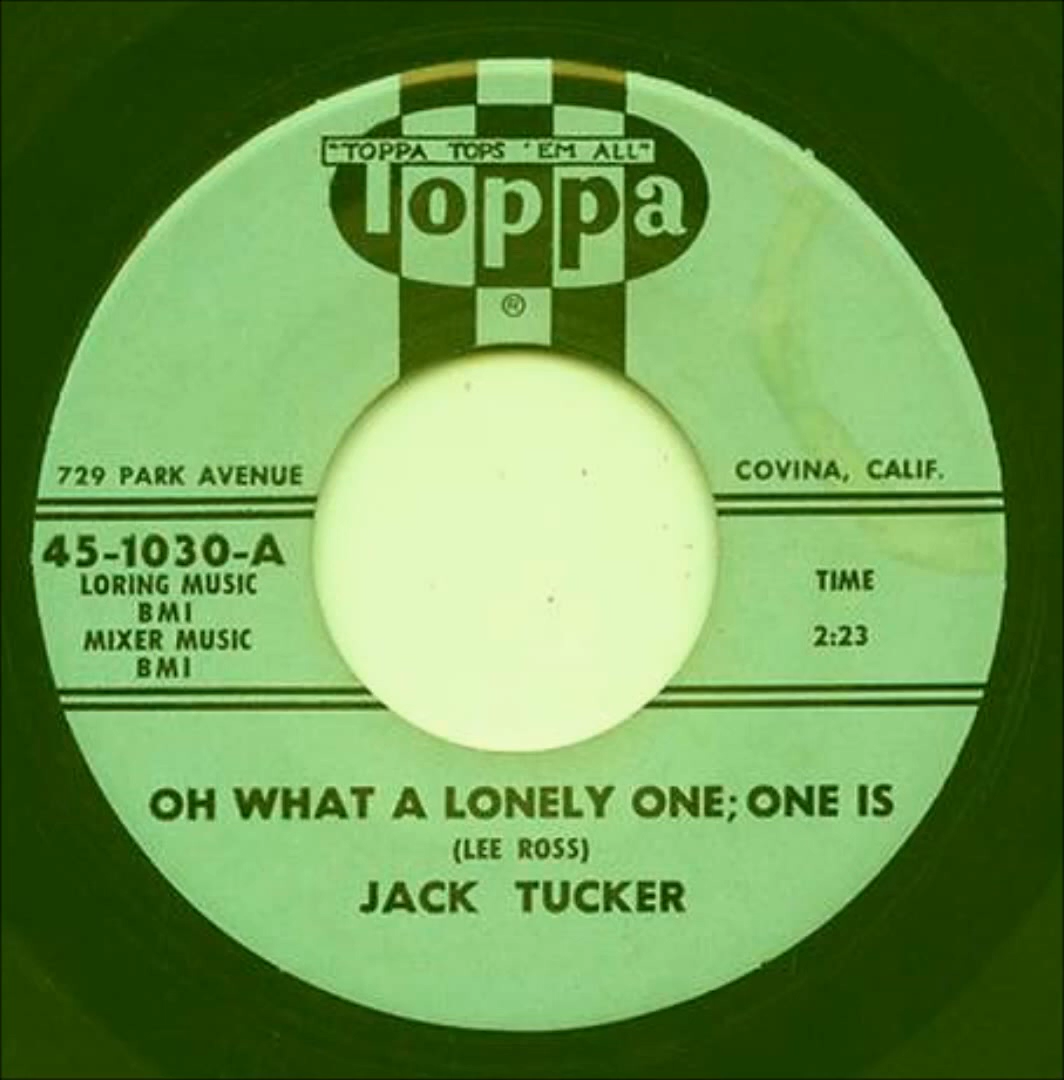 "TOPPA TOPS 'EM ALL"
Toppa
®
729 PARK AVENUE
COVINA, CALIF.
45-1030-A
LORING MUSIC
BMI
MIXER MUSIC
BMI
TIME
2:23
OH WHAT A LONELY ONE; ONE IS
(LEE ROSS)
JACK TUCKER